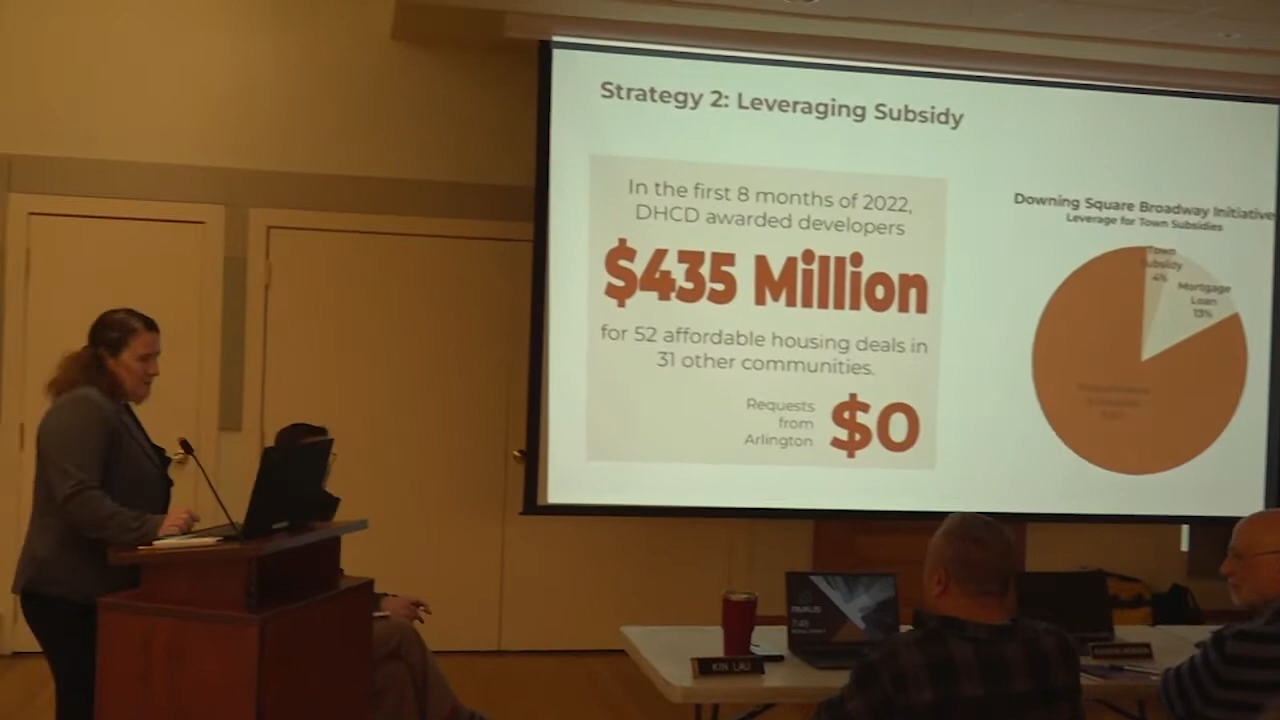 Strategy 2: Leveraging Subsidy
In the first 8 months of 2022,
DHCD awarded developers
$435 Million
for 52 affordable housing deals in
31 other communities.
Requests
from
Arlington
$0
Downing Square Broadway Initiative
Leverage for Town Subsidies
Town
Subsidy
4%
Mortgage
Loan
13%
KIN LAU